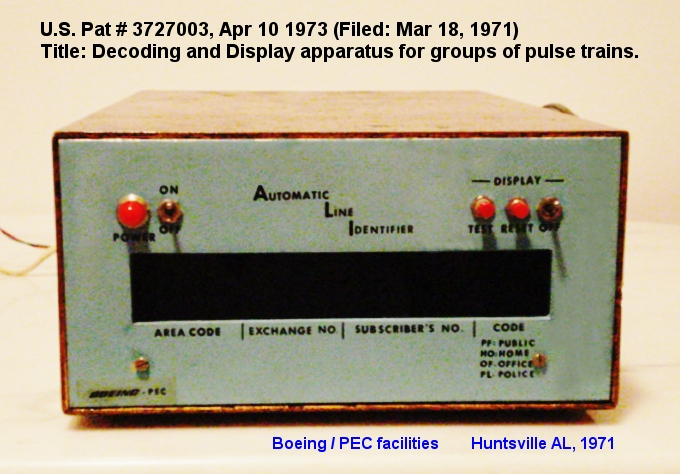 U.S. Pat # 3727003, Apr 10 1973 (Filed: Mar 18, 1971)
Title: Decoding and Display apparatus for groups of pulse trains.
DISPLAY
ON
AUTOMATIC
LINE
IDENTIFIER
POWER
OFF
TEST RESET OFF
AREA CODE | EXCHANGE NO. | SUBSCRIBER'S NO. | CODE
PF: PUBLIC
HO: HOME
OF: OFFICE
PL: POLICE
BOEING - PEC
Boeing / PEC facilities Huntsville AL, 1971